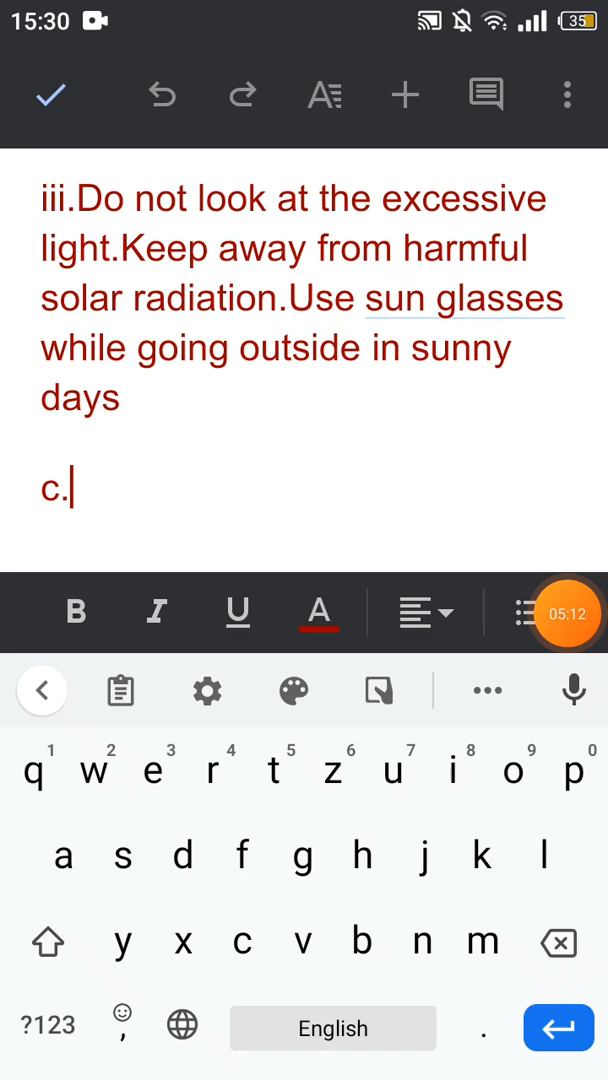 15:30
35
A
iii.Do not look at the excessive
light.Keep away from harmful
solar radiation.Use sun glasses
while going outside in sunny
days
c.
B I U A
05:12
1 2 3 4 5 6 7 8 9 0
q w e r t z u i o p
a s d f g h j k l
y x c v b n m
?123 , English .